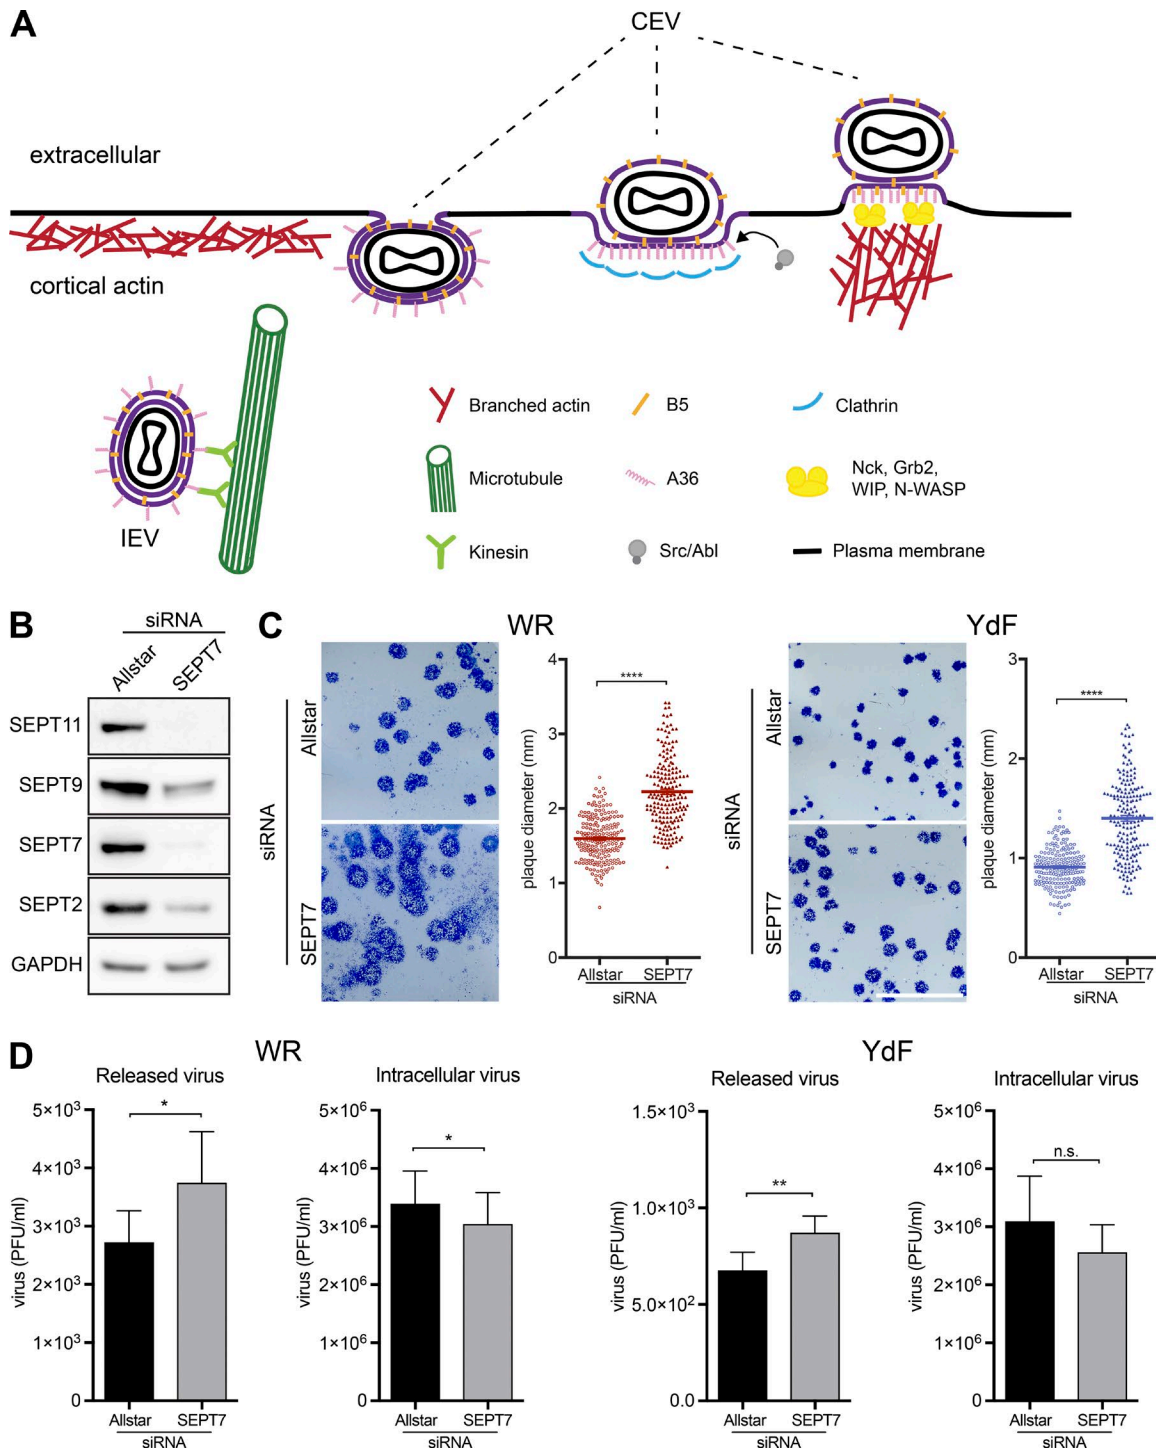 A
CEV
extracellular
cortical actin
IEV
Branched actin
B5
Clathrin
Microtubule
A36
Nck, Grb2,
WIP, N-WASP
Kinesin
Src/Abl
Plasma membrane
B
siRNA
Allstar
SEPT7
SEPT11
SEPT9
SEPT7
SEPT2
GAPDH
C
WR
siRNA
Allstar
SEPT7
plaque diameter (mm)
4
3
2
1
0
****
Allstar
SEPT7
siRNA
YdF
siRNA
Allstar
SEPT7
plaque diameter (mm)
3
2
1
0
****
Allstar
SEPT7
siRNA
D
WR
Released virus
virus (PFU/ml)
5×10³
4×10³
3×10³
2×10³
1×10³
0
*
Allstar
SEPT7
siRNA
Intracellular virus
virus (PFU/ml)
5×10⁶
4×10⁶
3×10⁶
2×10⁶
1×10⁶
0
*
Allstar
SEPT7
siRNA
YdF
Released virus
virus (PFU/ml)
1.5×10³
1.0×10³
5.0×10²
0.0
**
Allstar
SEPT7
siRNA
Intracellular virus
virus (PFU/ml)
5×10⁶
4×10⁶
3×10⁶
2×10⁶
1×10⁶
0
n.s.
Allstar
SEPT7
siRNA